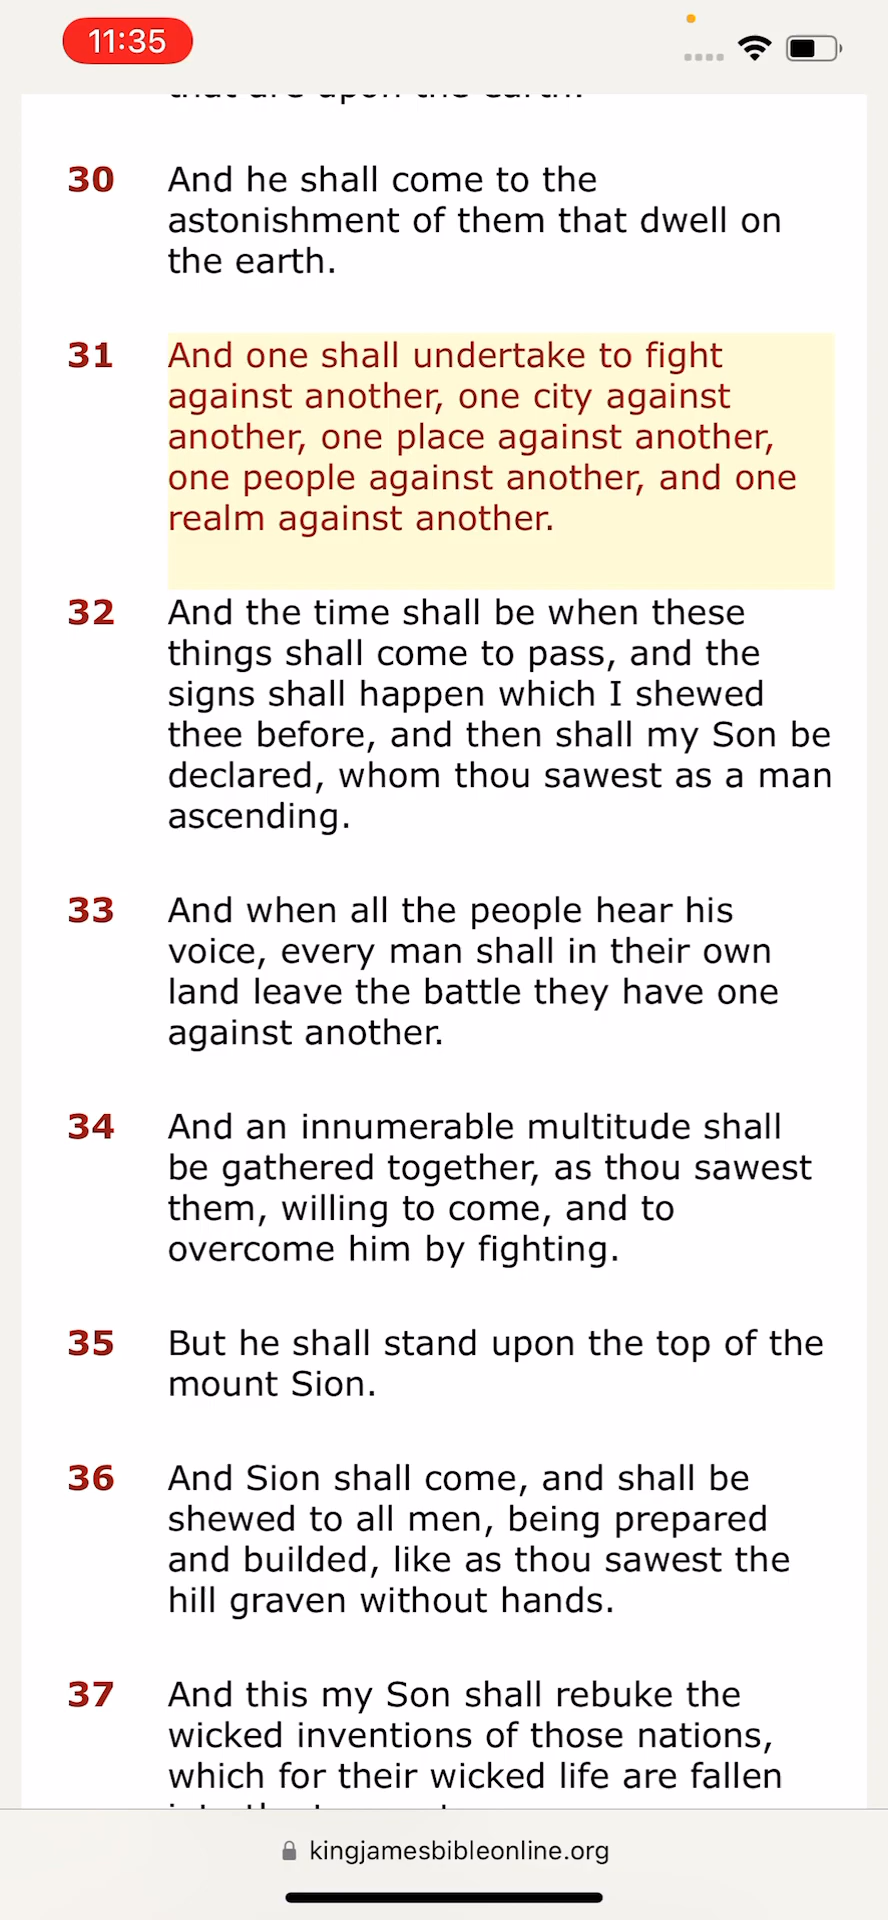 11:35
30 And he shall come to the
astonishment of them that dwell on
the earth.
31 And one shall undertake to fight
against another, one city against
another, one place against another,
one people against another, and one
realm against another.
32 And the time shall be when these
things shall come to pass, and the
signs shall happen which I shewed
thee before, and then shall my Son be
declared, whom thou sawest as a man
ascending.
33 And when all the people hear his
voice, every man shall in their own
land leave the battle they have one
against another.
34 And an innumerable multitude shall
be gathered together, as thou sawest
them, willing to come, and to
overcome him by fighting.
35 But he shall stand upon the top of the
mount Sion.
36 And Sion shall come, and shall be
shewed to all men, being prepared
and builded, like as thou sawest the
hill graven without hands.
37 And this my Son shall rebuke the
wicked inventions of those nations,
which for their wicked life are fallen
kingjamesbibleonline.org